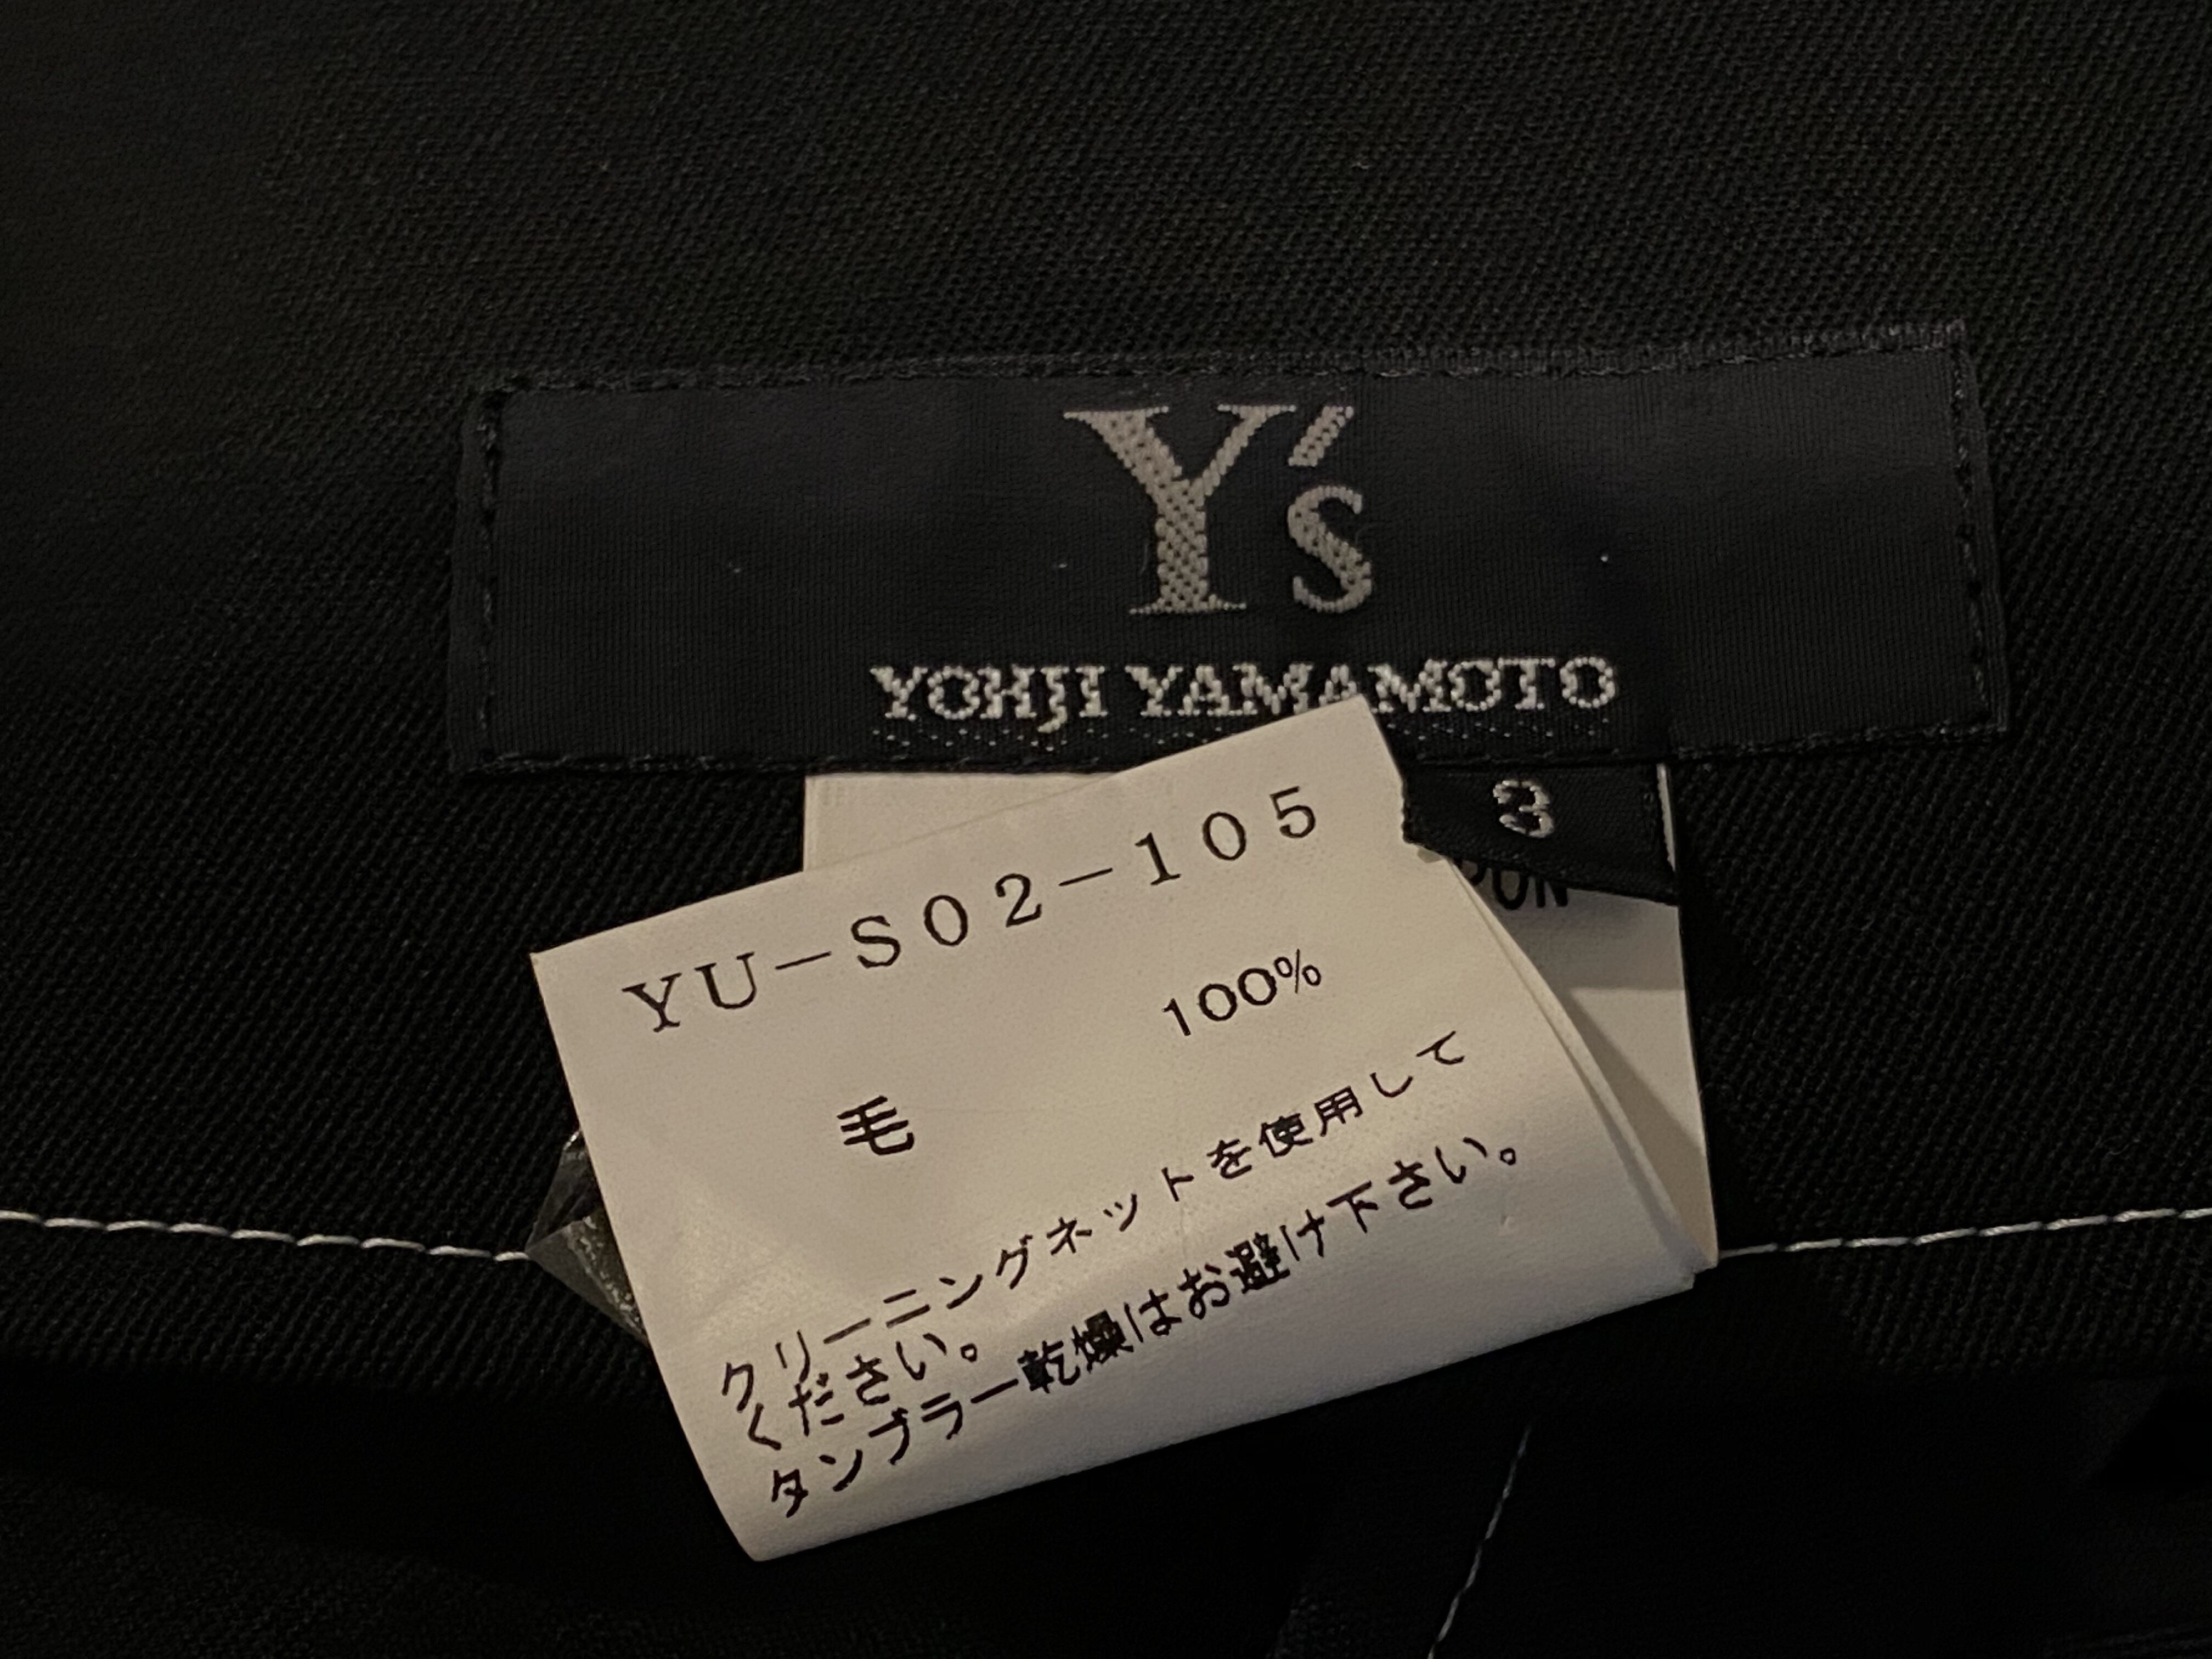 Y's
YOHJI YAMAMOTO
3
YU-S02-105
100%
毛
クリーニングネットを使用して
ください。
タンブラー乾燥はお避け下さい。